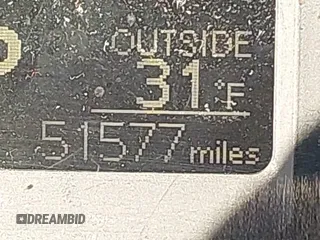 P
OUTSIDE
31°F
51577 miles
DREAMBID